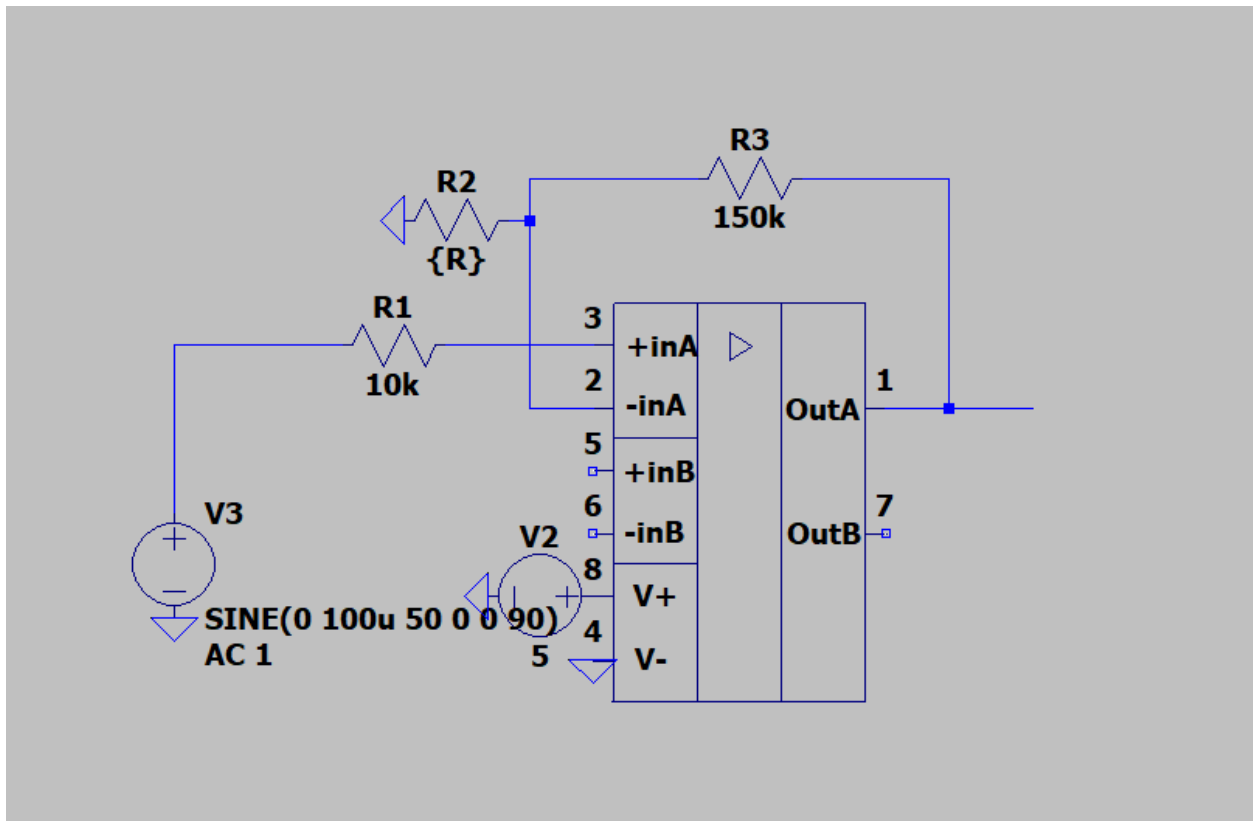 R3
150k
R2
{R}
R1
10k
3
+inA
2
-inA
1
OutA
5
+inB
6
-inB
7
OutB
V3
SINE(0 100u 50 0 0 90)
AC 1
V2
5
8
V+
4
V-